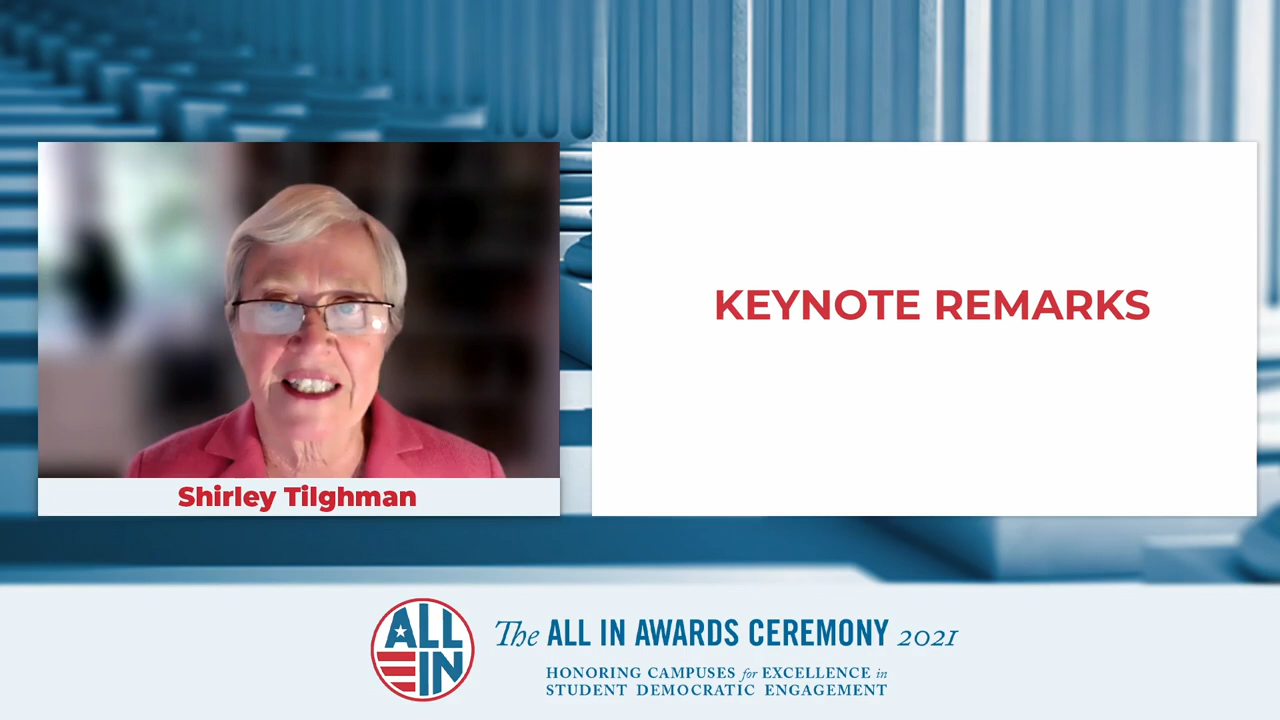 KEYNOTE REMARKS
Shirley Tilghman
ALL
IN
The ALL IN AWARDS CEREMONY 2021
HONORING CAMPUSES for EXCELLENCE in
STUDENT DEMOCRATIC ENGAGEMENT